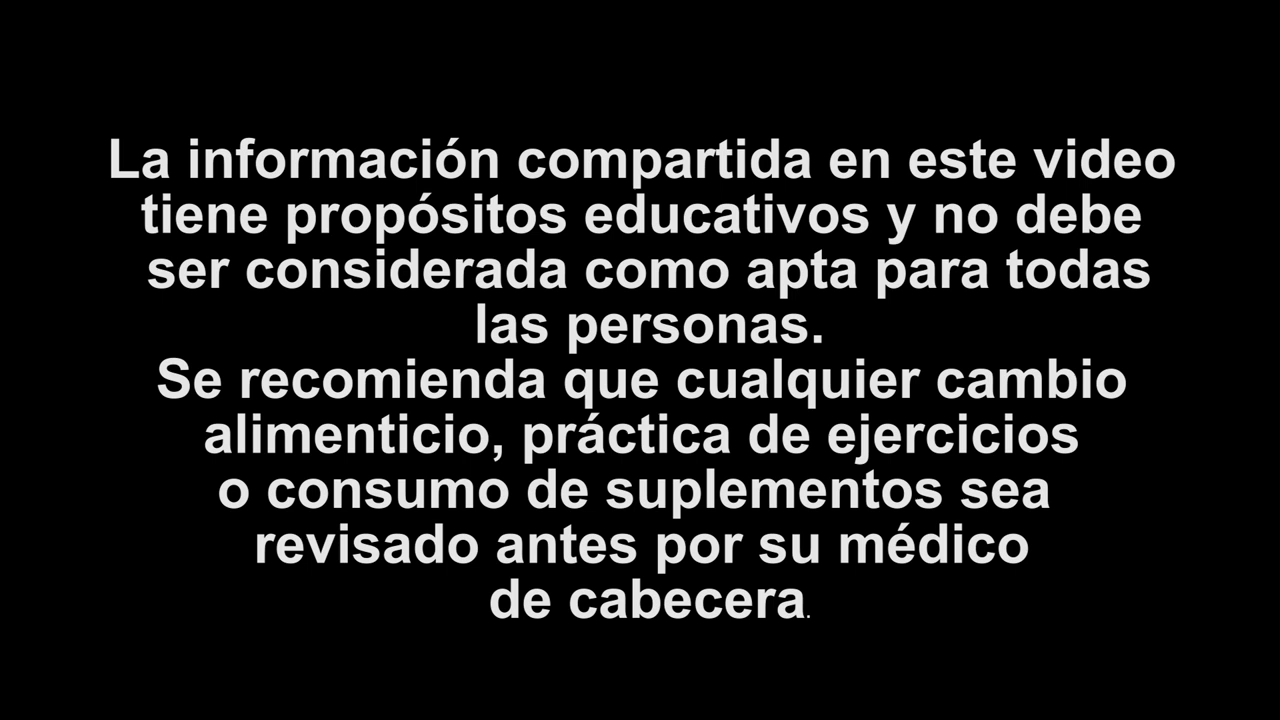 La información compartida en este video
tiene propósitos educativos y no debe
ser considerada como apta para todas
las personas.
Se recomienda que cualquier cambio
alimenticio, práctica de ejercicios
o consumo de suplementos sea
revisado antes por su médico
de cabecera.